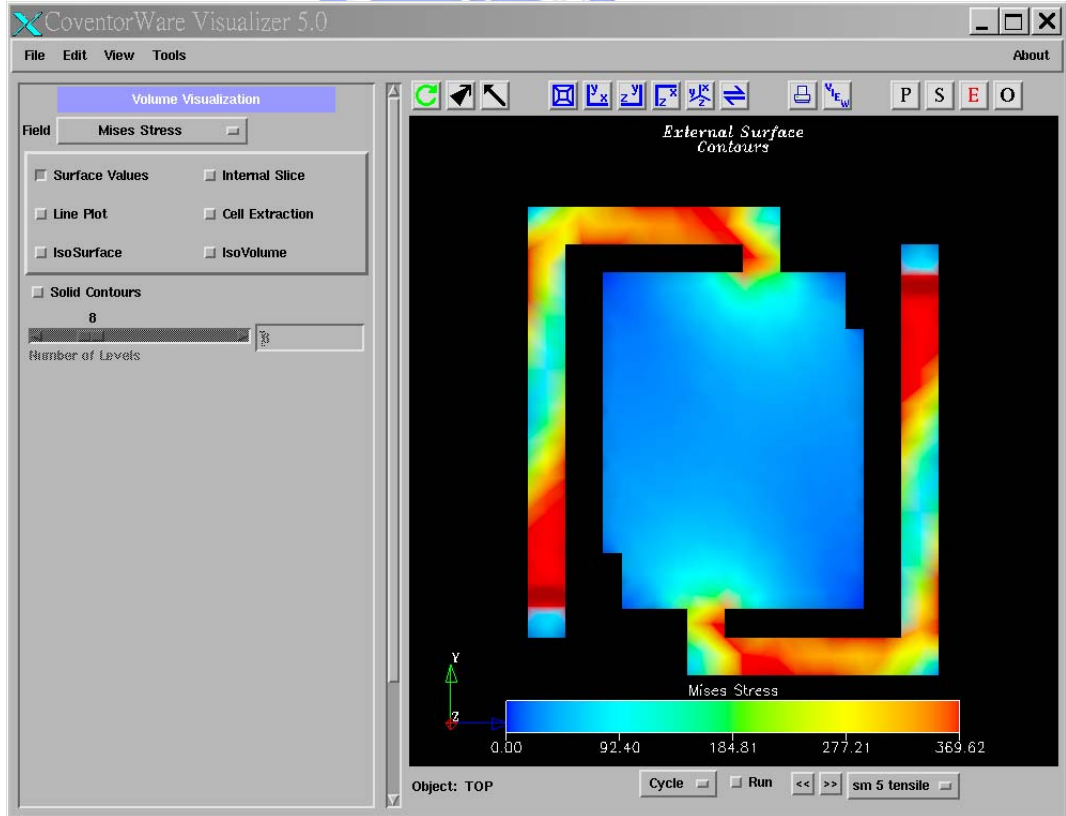 CoventorWare Visualizer 5.0
File Edit View Tools About
Volume Visualization
Field Mises Stress
Surface Values Internal Slice
Line Plot Cell Extraction
IsoSurface IsoVolume
Solid Contours
8
8
Number of Levels
P S E O
External Surface
Contours
Y
Z
Mises Stress
0.00 92.40 184.81 277.21 369.62
Object: TOP Cycle Run << >> sm 5 tensile